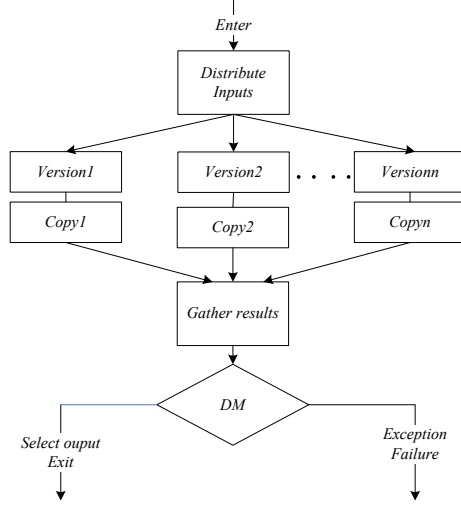 Enter
Distribute
Inputs
Version1
Version2
. . . .
Versionn
Copy1
Copy2
Copyn
Gather results
DM
Select ouput
Exit
Exception
Failure